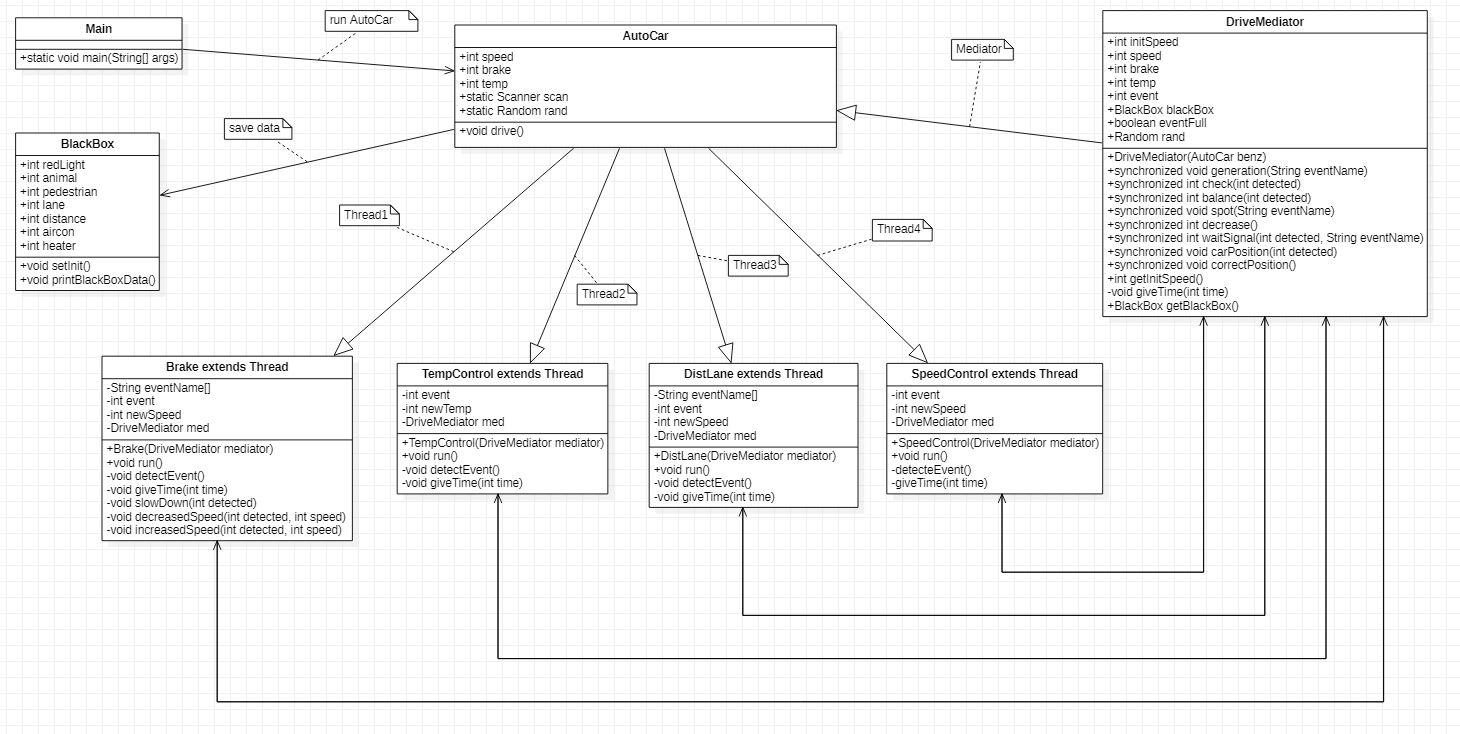 Main
+static void main(String[] args)
run AutoCar
AutoCar
+int speed
+int brake
+int temp
+static Scanner scan
+static Random rand
+void drive()
Mediator
DriveMediator
+int initSpeed
+int speed
+int brake
+int temp
+int event
+BlackBox blackBox
+boolean eventFull
+Random rand
+DriveMediator(AutoCar benz)
+synchronized void generation(String eventName)
+synchronized int check(int detected)
+synchronized int balance(int detected)
+synchronized void spot(String eventName)
+synchronized int decrease()
+synchronized int waitSignal(int detected, String eventName)
+synchronized void carPosition(int detected)
+synchronized void correctPosition()
+int getInitSpeed()
-void giveTime(int time)
+BlackBox getBlackBox()
save data
BlackBox
+int redLight
+int animal
+int pedestrian
+int lane
+int distance
+int aircon
+int heater
+void setInit()
+void printBlackBoxData()
Thread1
Thread2
Thread3
Thread4
Brake extends Thread
-String eventName[]
-int event
-int newSpeed
-DriveMediator med
+Brake(DriveMediator mediator)
+void run()
-void detectEvent()
-void giveTime(int time)
-void slowDown(int detected)
-void decreasedSpeed(int detected, int speed)
-void increasedSpeed(int detected, int speed)
TempControl extends Thread
-int event
-int newTemp
-DriveMediator med
+TempControl(DriveMediator mediator)
+void run()
-void detectEvent()
-void giveTime(int time)
DistLane extends Thread
-String eventName[]
-int event
-int newSpeed
-DriveMediator med
+DistLane(DriveMediator mediator)
+void run()
-void detectEvent()
-void giveTime(int time)
SpeedControl extends Thread
-int event
-int newSpeed
-DriveMediator med
+SpeedControl(DriveMediator mediator)
+void run()
-detecteEvent()
-giveTime(int time)